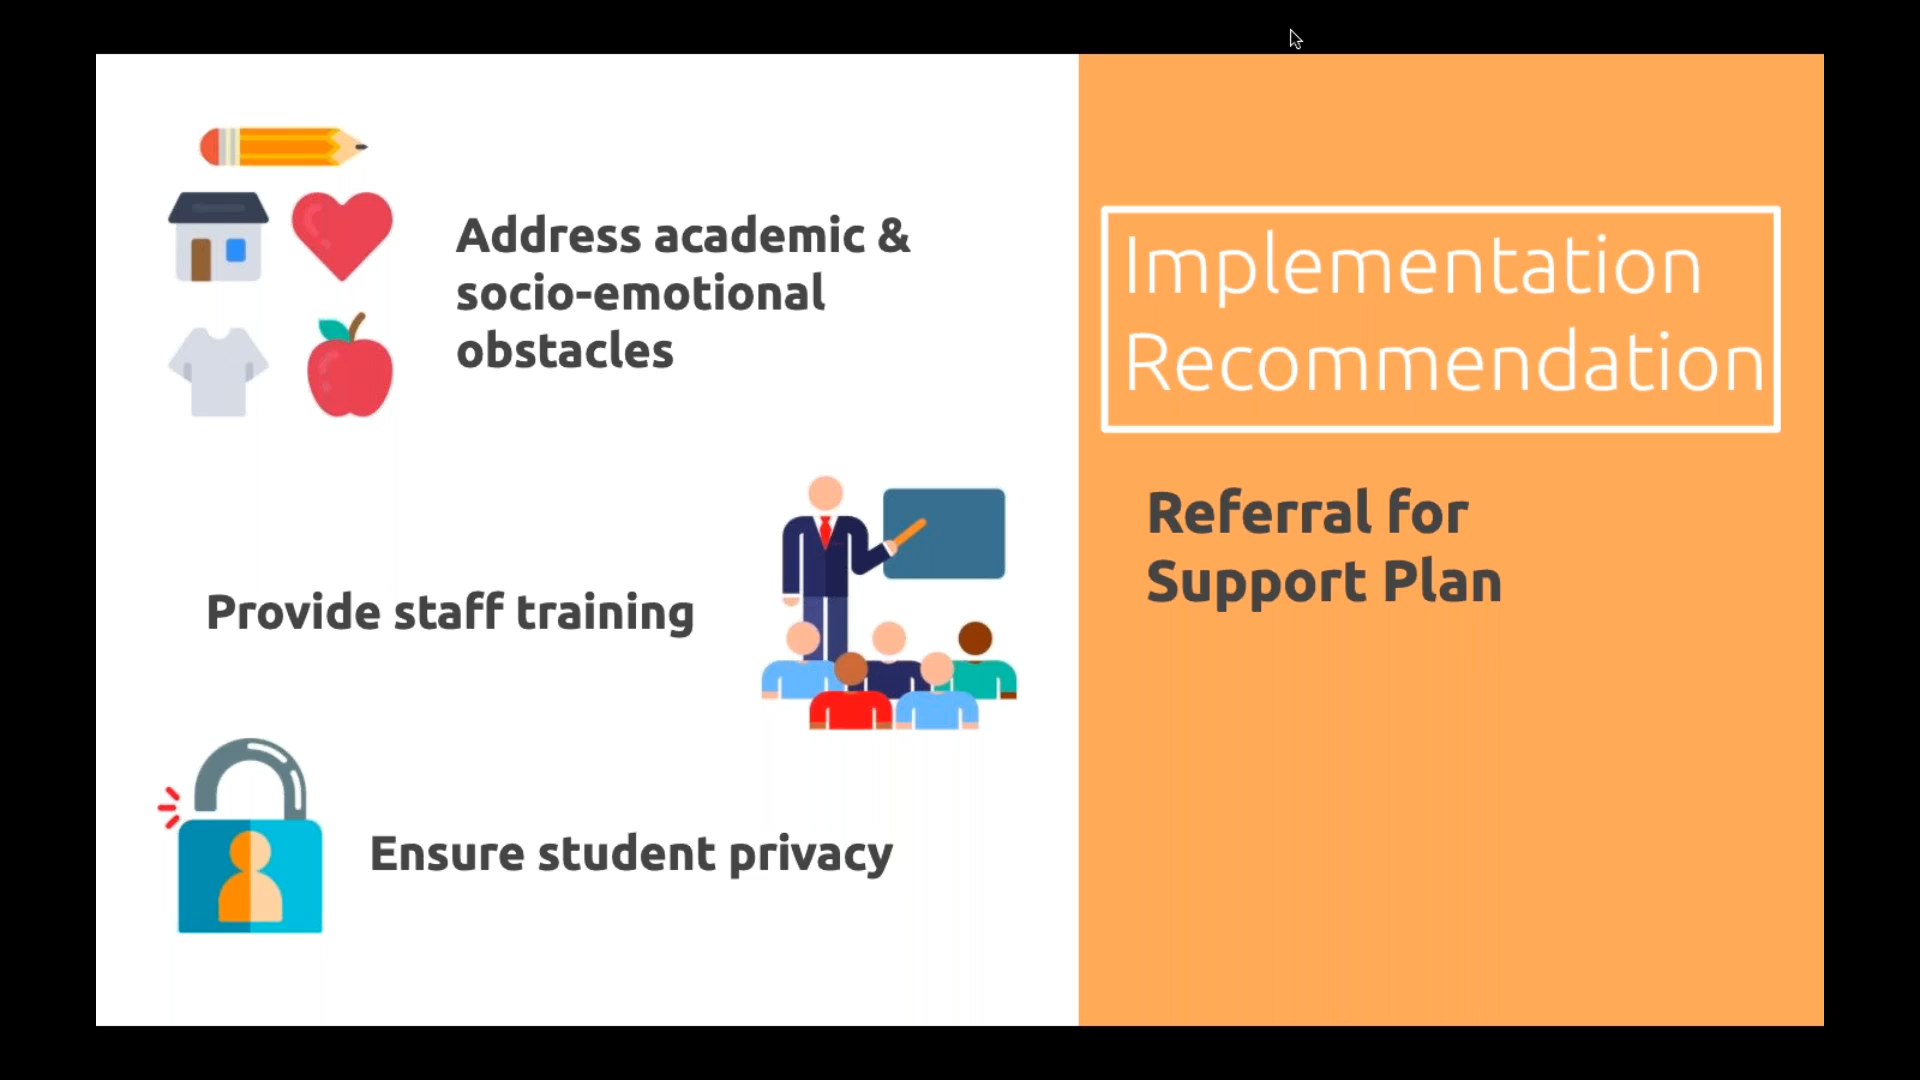 Address academic &
socio-emotional
obstacles
Provide staff training
Ensure student privacy
Implementation
Recommendation
Referral for
Support Plan